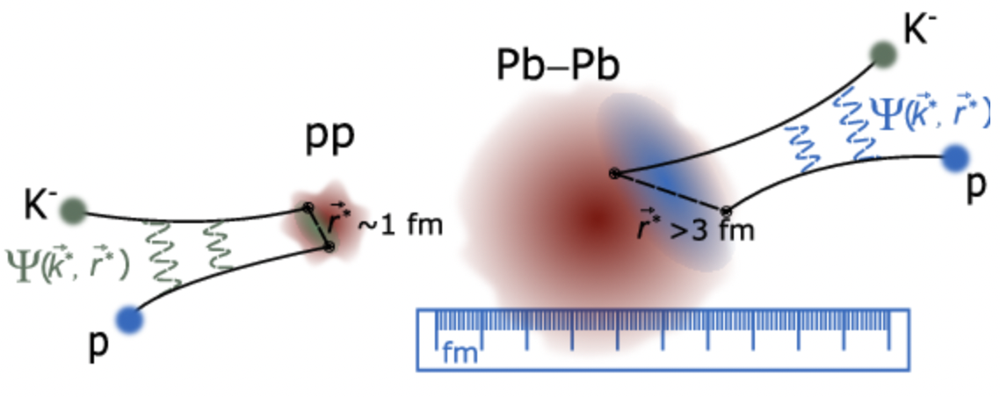 pp
K⁻
r⃗* ~1 fm
Ψ(k⃗*, r⃗*)
p
Pb–Pb
K⁻
Ψ(k⃗*, r⃗*)
p
r⃗* >3 fm
fm